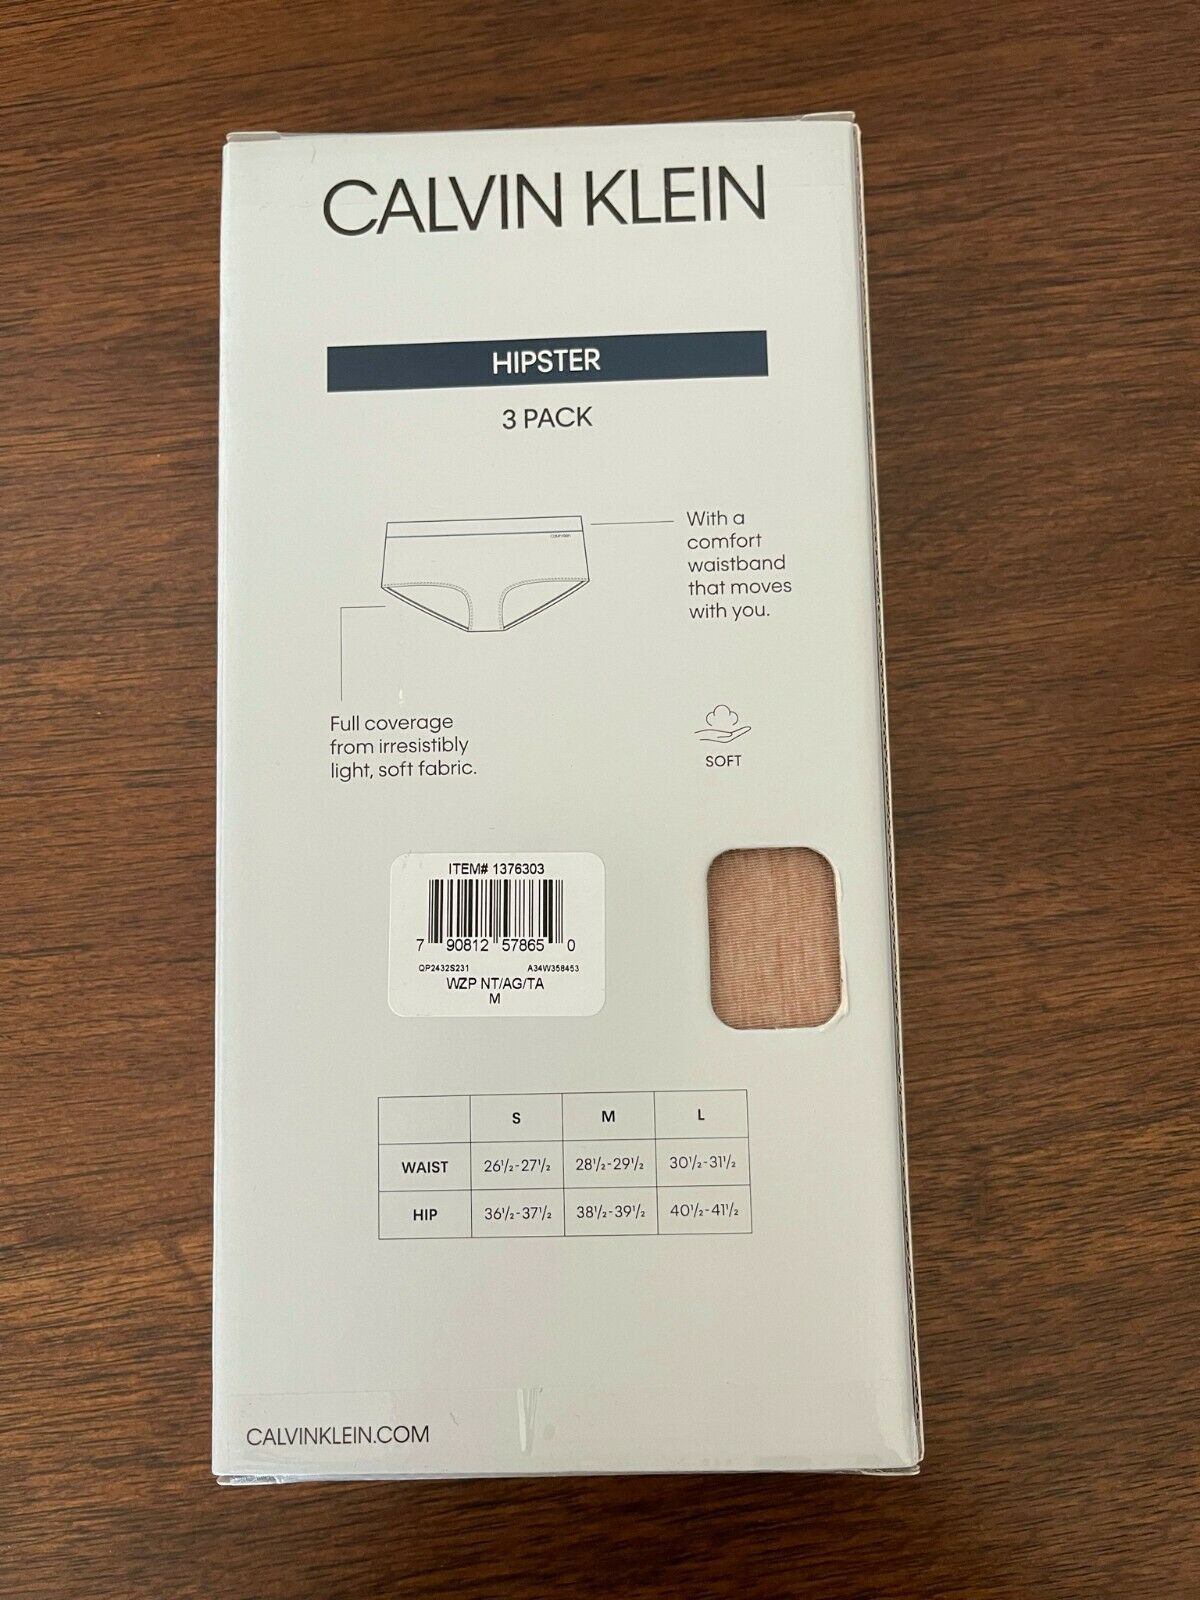 CALVIN KLEIN
HIPSTER
3 PACK
Calvin Klein
With a
comfort
waistband
that moves
with you.
Full coverage
from irresistibly
light, soft fabric.
SOFT
ITEM# 1376303
7 90812 57865 0
QP2432S231 A34W358453
WZP NT/AG/TA
M
S M L
WAIST 26½-27½ 28½-29½ 30½-31½
HIP 36½-37½ 38½-39½ 40½-41½
CALVINKLEIN.COM